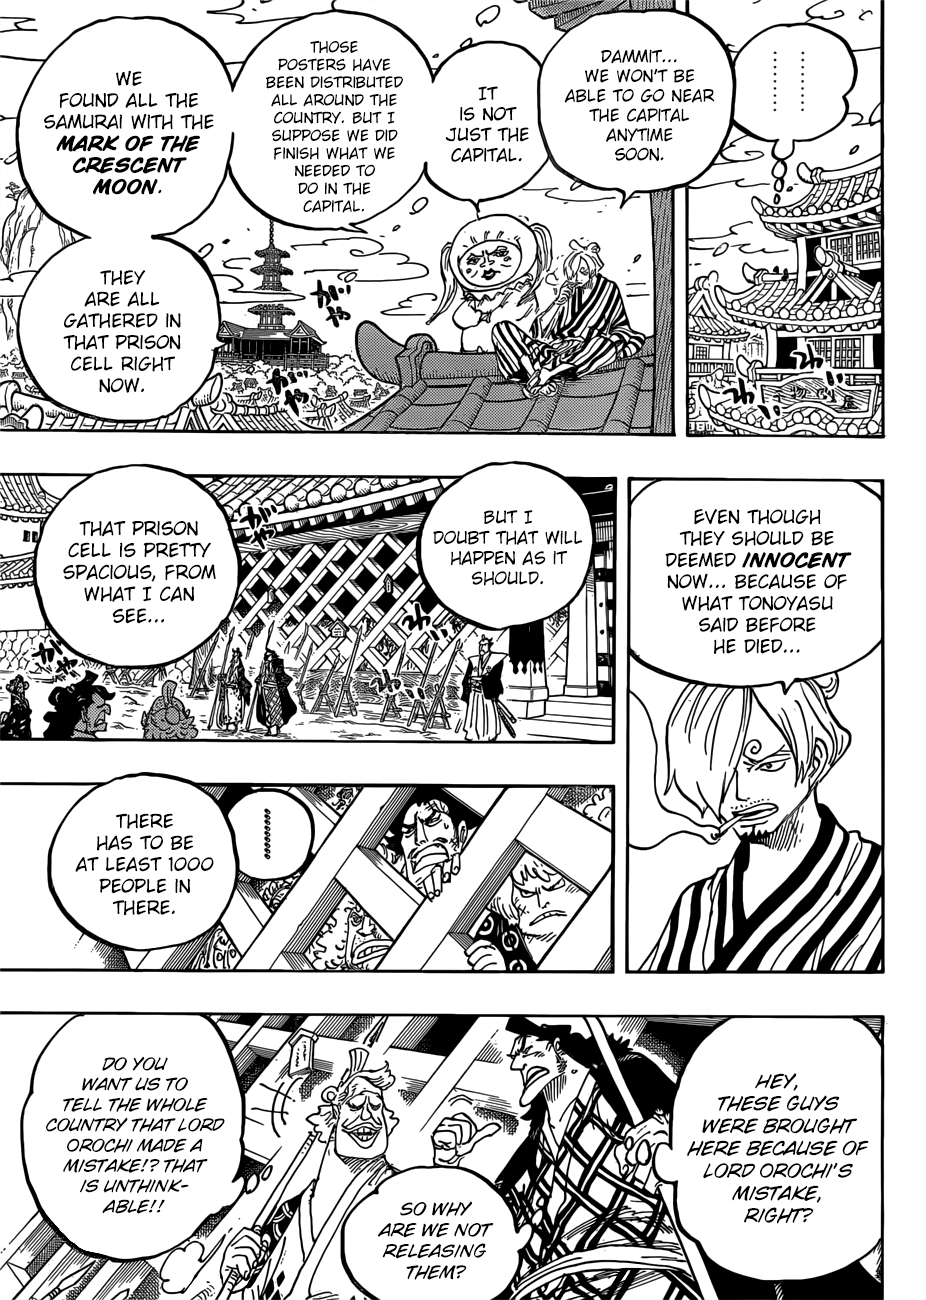 . . . . . .
. . . . . .
DAMMIT...
WE WON'T BE
ABLE TO GO NEAR
THE CAPITAL
ANYTIME
SOON.
IT
IS NOT
JUST THE
CAPITAL.
THOSE
POSTERS HAVE
BEEN DISTRIBUTED
ALL AROUND THE
COUNTRY. BUT I
SUPPOSE WE DID
FINISH WHAT WE
NEEDED TO
DO IN THE
CAPITAL.
WE
FOUND ALL THE
SAMURAI WITH THE
MARK OF THE
CRESCENT
MOON.
THEY
ARE ALL
GATHERED IN
THAT PRISON
CELL RIGHT
NOW.
EVEN THOUGH
THEY SHOULD BE
DEEMED INNOCENT
NOW... BECAUSE OF
WHAT TONOYASU
SAID BEFORE
HE DIED...
BUT I
DOUBT THAT WILL
HAPPEN AS IT
SHOULD.
THAT PRISON
CELL IS PRETTY
SPACIOUS, FROM
WHAT I CAN
SEE...
THERE
HAS TO BE
AT LEAST 1000
PEOPLE IN
THERE.
HEY,
THESE GUYS
WERE BROUGHT
HERE BECAUSE OF
LORD OROCHI'S
MISTAKE,
RIGHT?
SO WHY
ARE WE NOT
RELEASING
THEM?
DO YOU
WANT US TO
TELL THE WHOLE
COUNTRY THAT LORD
OROCHI MADE A
MISTAKE!? THAT
IS UNTHINK-
ABLE!!